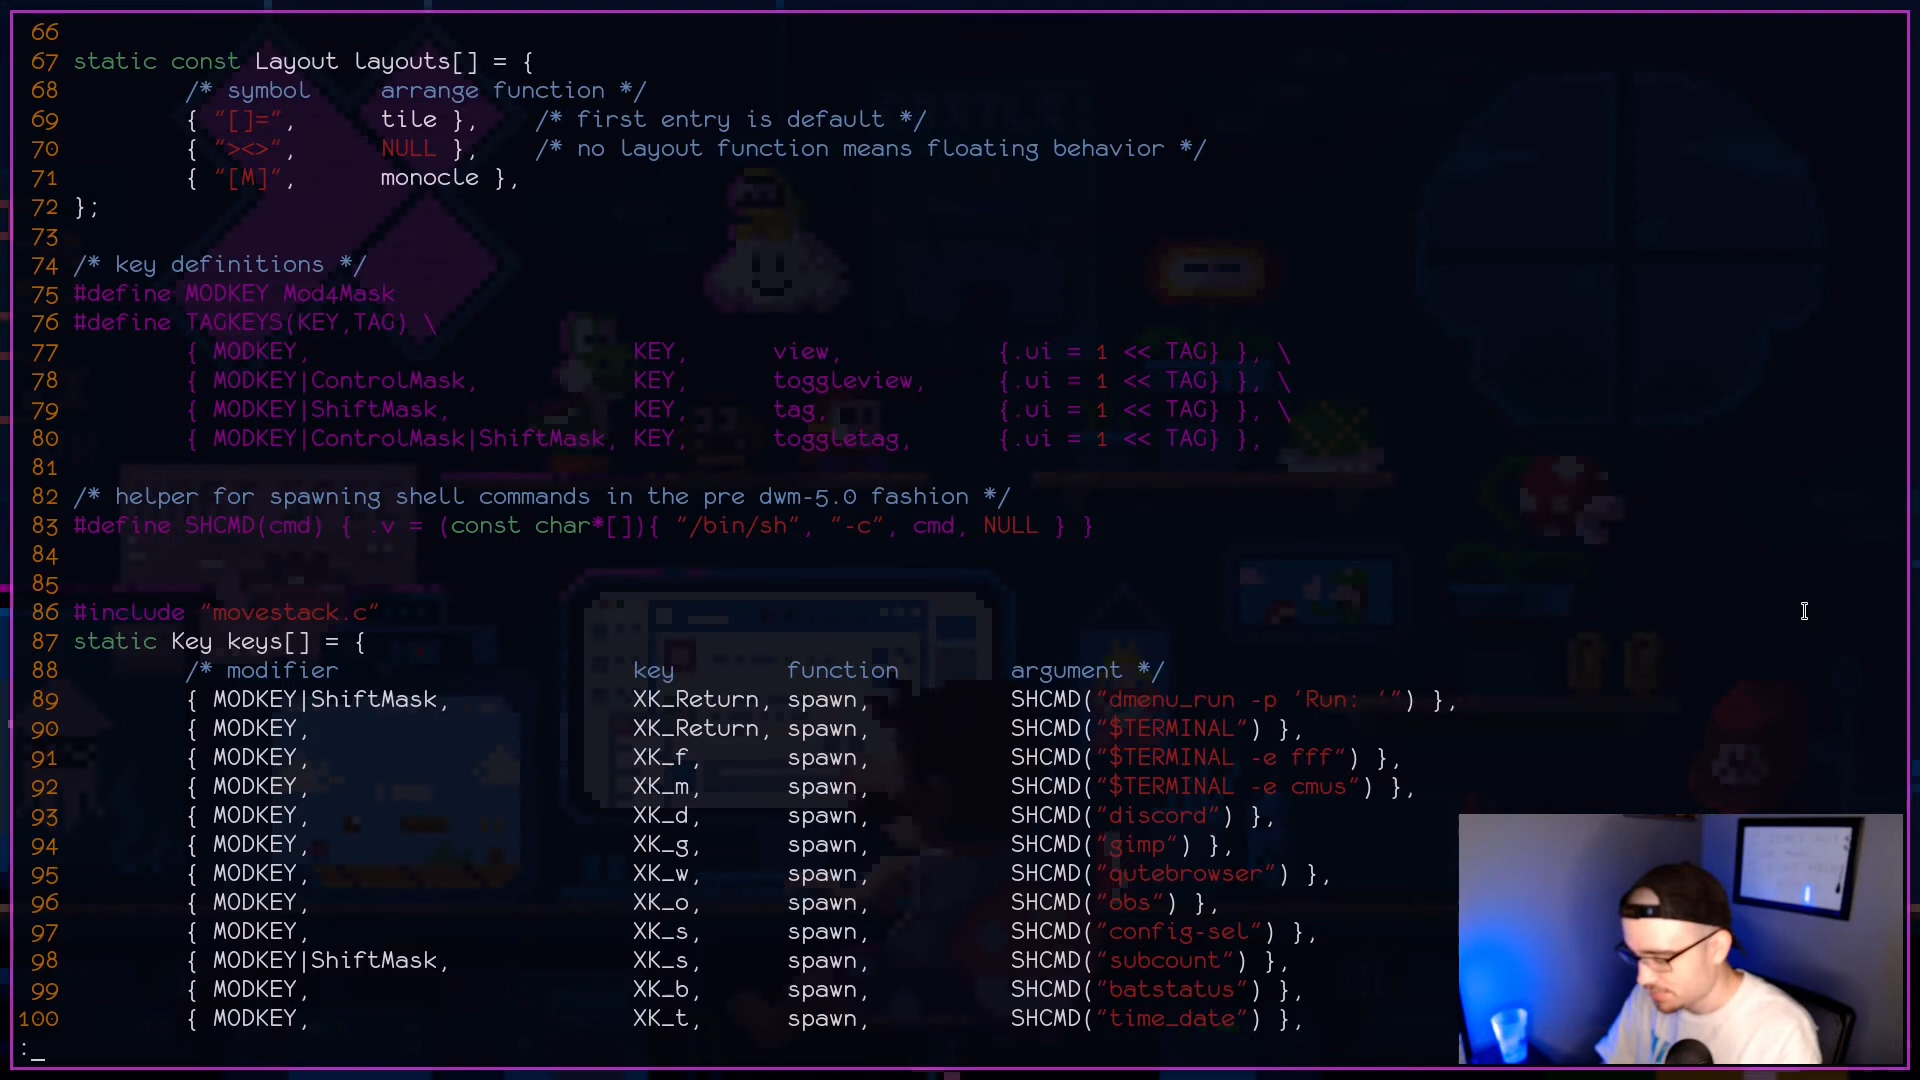 66
67 static const Layout layouts[] = {
68 /* symbol arrange function */
69 { "[]=", tile }, /* first entry is default */
70 { "><>", NULL }, /* no layout function means floating behavior */
71 { "[M]", monocle },
72 };
73
74 /* key definitions */
75 #define MODKEY Mod4Mask
76 #define TAGKEYS(KEY,TAG) \
77 { MODKEY, KEY, view, {.ui = 1 << TAG} }, \
78 { MODKEY|ControlMask, KEY, toggleview, {.ui = 1 << TAG} }, \
79 { MODKEY|ShiftMask, KEY, tag, {.ui = 1 << TAG} }, \
80 { MODKEY|ControlMask|ShiftMask, KEY, toggletag, {.ui = 1 << TAG} },
81
82 /* helper for spawning shell commands in the pre dwm-5.0 fashion */
83 #define SHCMD(cmd) { .v = (const char*[]){ "/bin/sh", "-c", cmd, NULL } }
84
85
86 #include "movestack.c"
87 static Key keys[] = {
88 /* modifier key function argument */
89 { MODKEY|ShiftMask, XK_Return, spawn, SHCMD("dmenu_run -p 'Run: '") },
90 { MODKEY, XK_Return, spawn, SHCMD("$TERMINAL") },
91 { MODKEY, XK_f, spawn, SHCMD("$TERMINAL -e fff") },
92 { MODKEY, XK_m, spawn, SHCMD("$TERMINAL -e cmus") },
93 { MODKEY, XK_d, spawn, SHCMD("discord") },
94 { MODKEY, XK_g, spawn, SHCMD("gimp") },
95 { MODKEY, XK_w, spawn, SHCMD("qutebrowser") },
96 { MODKEY, XK_o, spawn, SHCMD("obs") },
97 { MODKEY, XK_s, spawn, SHCMD("config-sel") },
98 { MODKEY|ShiftMask, XK_s, spawn, SHCMD("subcount") },
99 { MODKEY, XK_b, spawn, SHCMD("batstatus") },
100 { MODKEY, XK_t, spawn, SHCMD("time_date") },
:_